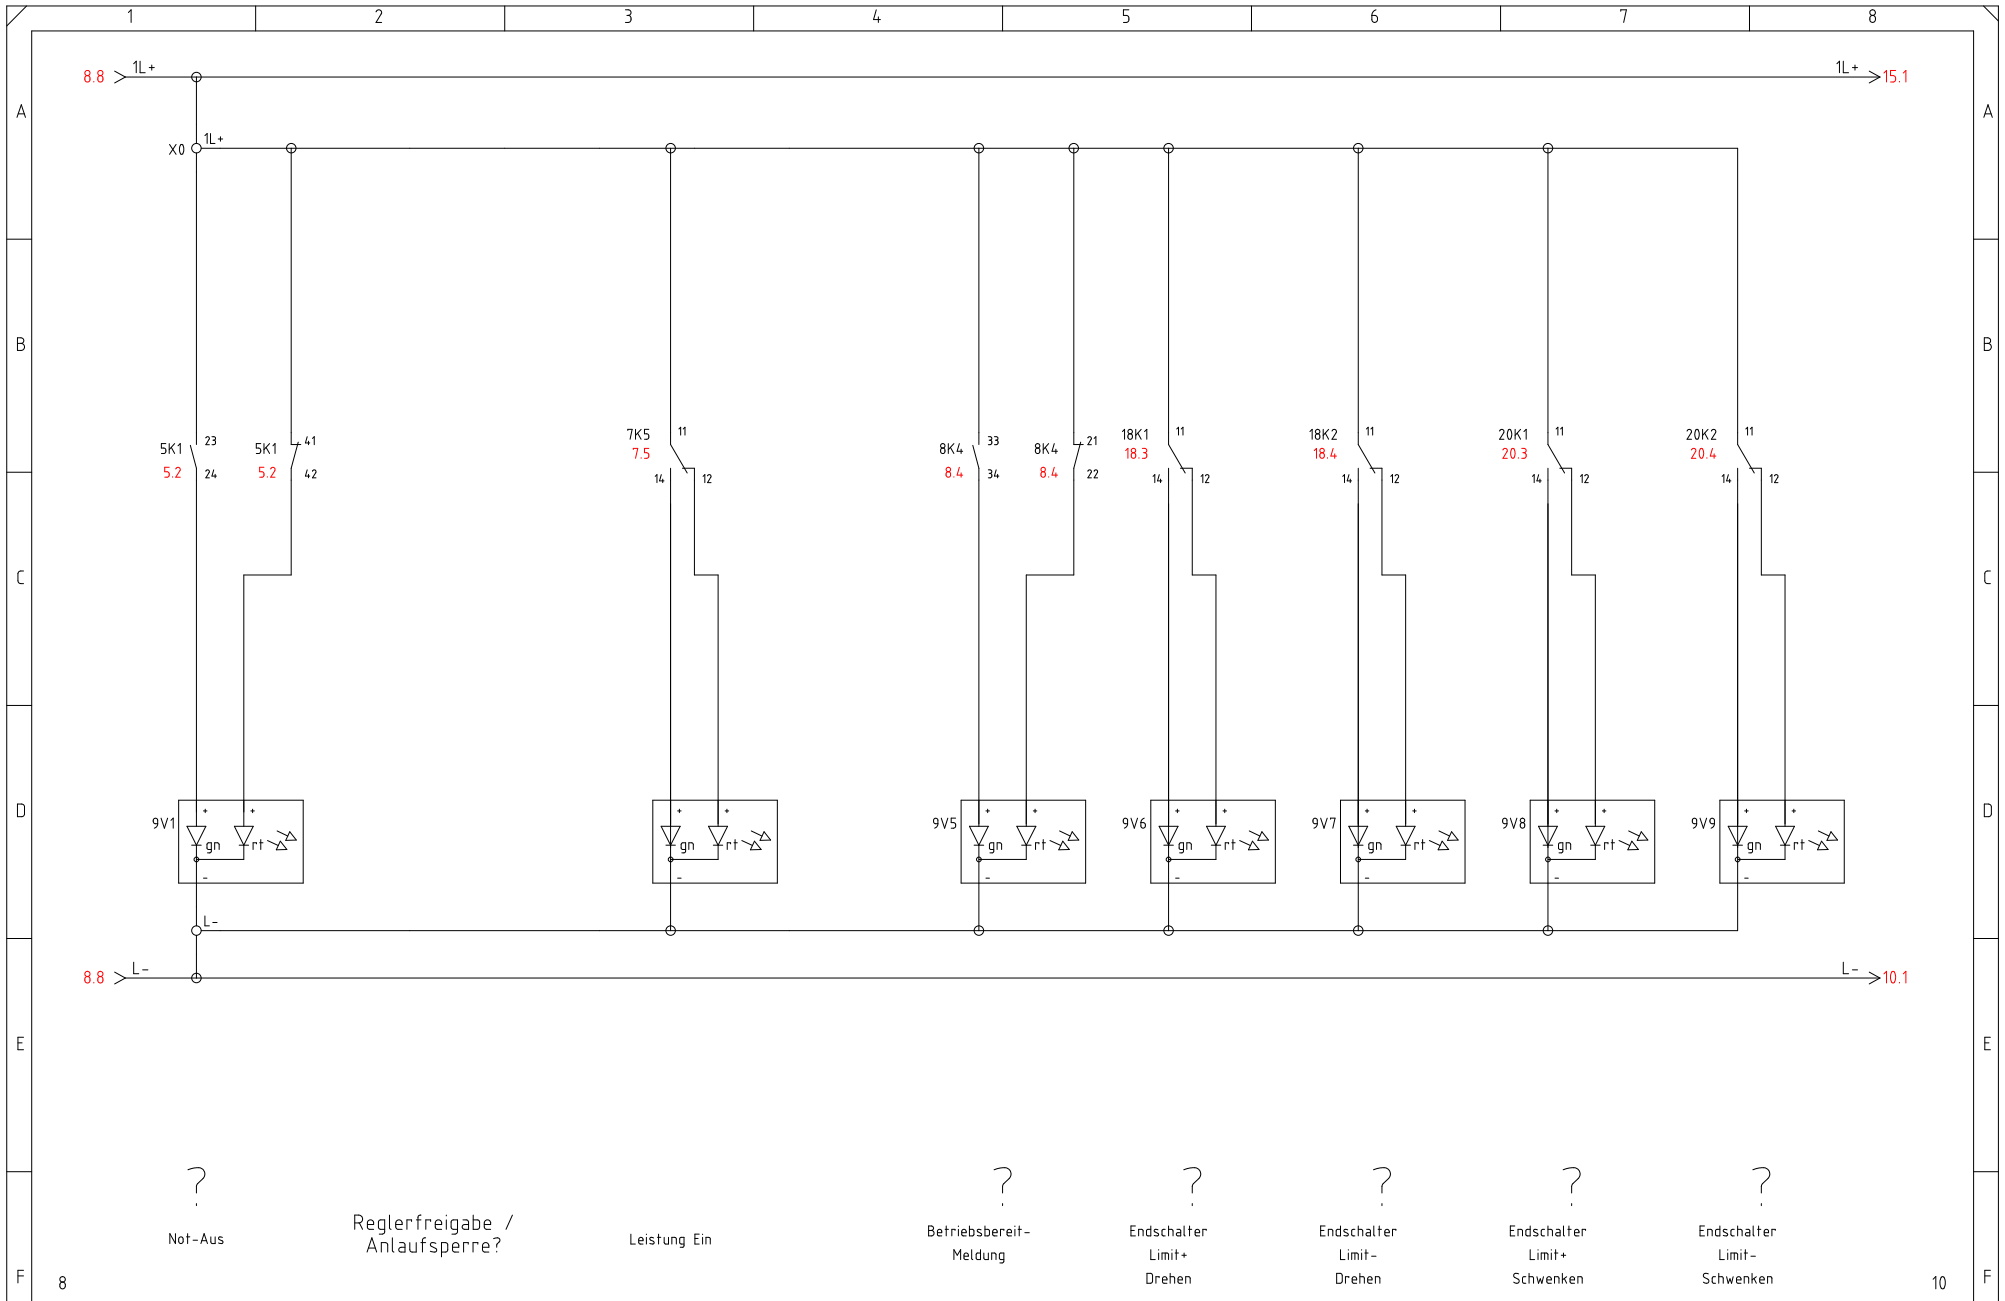 1 2 3 4 5 6 7 8
8.8 1L+ 1L+ 15.1
A A
X0 1L+
B B
5K1 23
5.2 24
5K1 41
5.2 42
7K5 11
7.5
14 12
8K4 33
8.4 34
8K4 21
8.4 22
18K1 11
18.3
14 12
18K2 11
18.4
14 12
20K1 11
20.3
14 12
20K2 11
20.4
14 12
C C
D D
9V1 + +
gn rt
-
+ +
gn rt
-
9V5 + +
gn rt
-
9V6 + +
gn rt
-
9V7 + +
gn rt
-
9V8 + +
gn rt
-
9V9 + +
gn rt
-
L-
8.8 L- L- 10.1
E E
? ? ? ? ? ?
Not-Aus
Reglerfreigabe /
Anlaufsperre?
Leistung Ein
Betriebsbereit-
Meldung
Endschalter
Limit+
Drehen
Endschalter
Limit-
Drehen
Endschalter
Limit+
Schwenken
Endschalter
Limit-
Schwenken
F 8 10 F